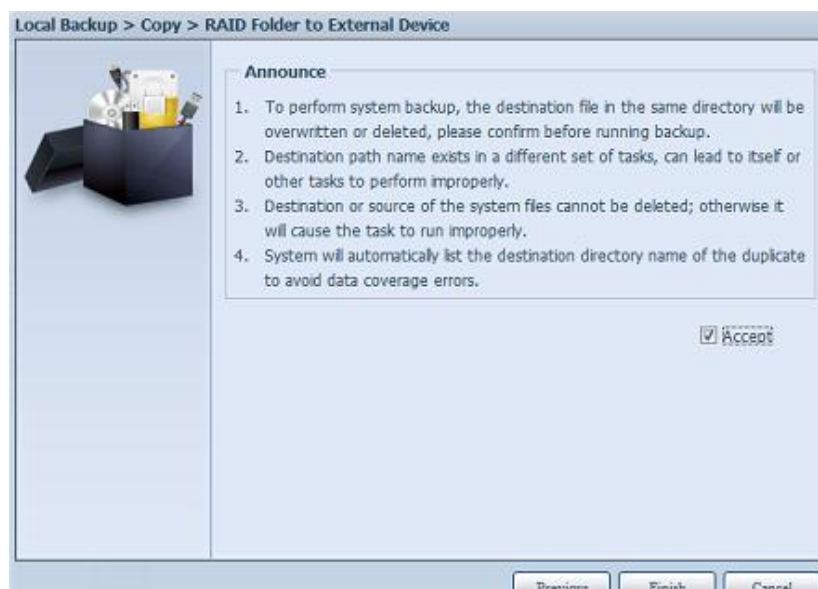 Local Backup > Copy > RAID Folder to External Device
Announce
1. To perform system backup, the destination file in the same directory will be
overwritten or deleted, please confirm before running backup.
2. Destination path name exists in a different set of tasks, can lead to itself or
other tasks to perform improperly.
3. Destination or source of the system files cannot be deleted; otherwise it
will cause the task to run improperly.
4. System will automatically list the destination directory name of the duplicate
to avoid data coverage errors.
Accept
Previous Finish Cancel